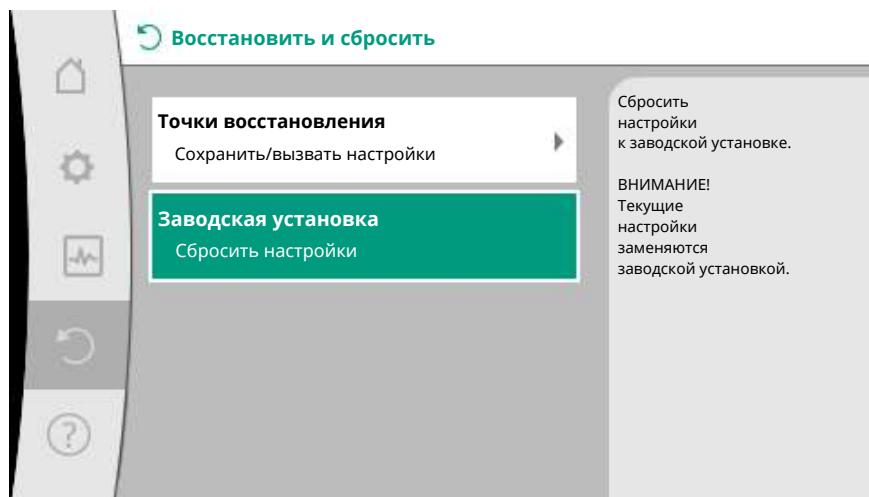 Восстановить и сбросить
Точки восстановления
Сохранить/вызвать настройки
Заводская установка
Сбросить настройки
Сбросить
настройки
к заводской установке.
ВНИМАНИЕ!
Текущие
настройки
заменяются
заводской установкой.
?